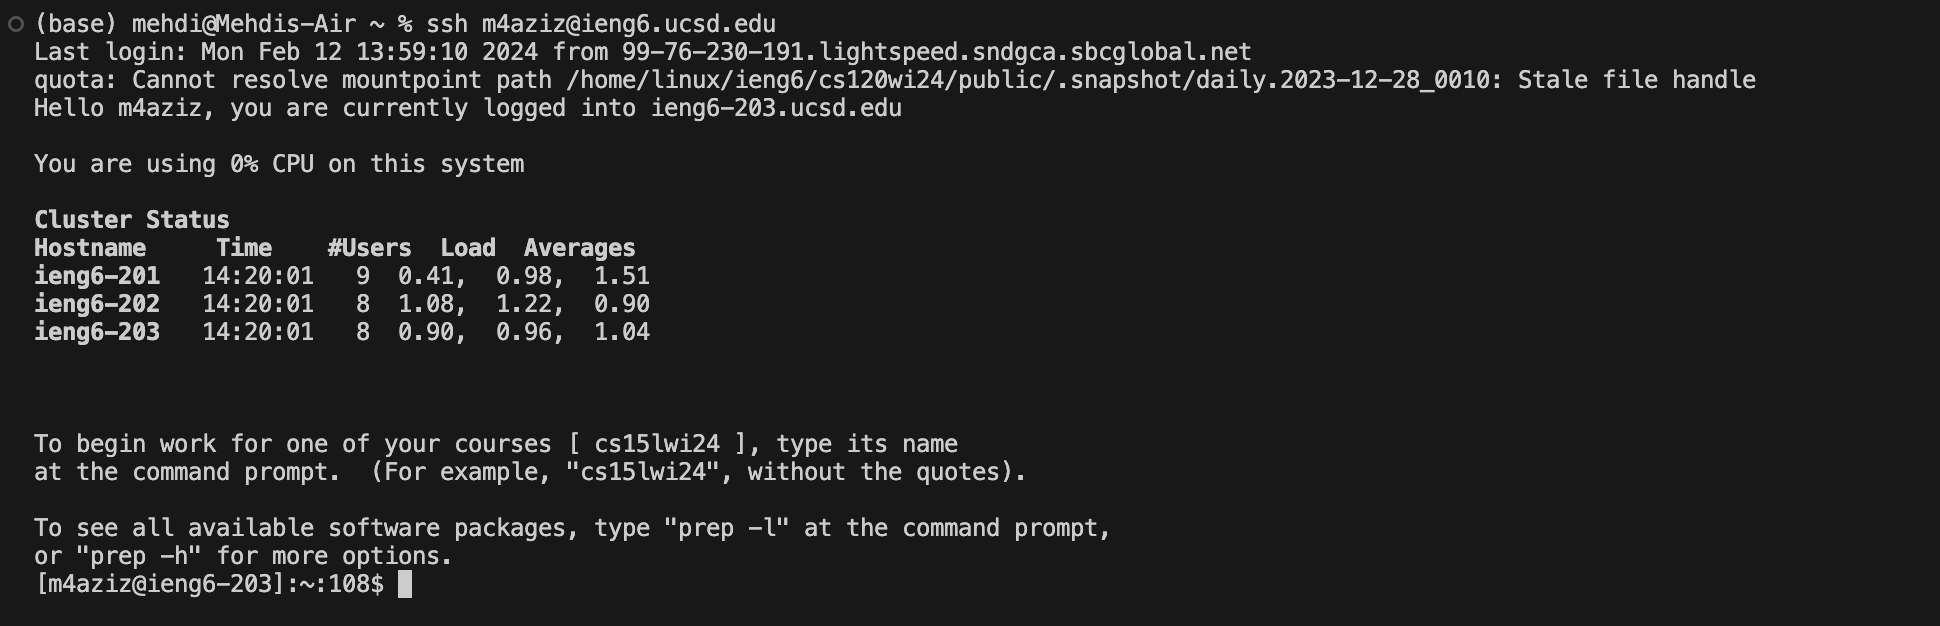 (base) mehdi@Mehdis-Air ~ % ssh m4aziz@ieng6.ucsd.edu
Last login: Mon Feb 12 13:59:10 2024 from 99-76-230-191.lightspeed.sndgca.sbcglobal.net
quota: Cannot resolve mountpoint path /home/linux/ieng6/cs120wi24/public/.snapshot/daily.2023-12-28_0010: Stale file handle
Hello m4aziz, you are currently logged into ieng6-203.ucsd.edu

You are using 0% CPU on this system

Cluster Status
Hostname     Time    #Users  Load  Averages
ieng6-201   14:20:01   9  0.41,  0.98,  1.51
ieng6-202   14:20:01   8  1.08,  1.22,  0.90
ieng6-203   14:20:01   8  0.90,  0.96,  1.04

To begin work for one of your courses [ cs15lwi24 ], type its name
at the command prompt.  (For example, "cs15lwi24", without the quotes).

To see all available software packages, type "prep -l" at the command prompt,
or "prep -h" for more options.
[m4aziz@ieng6-203]:~:108$